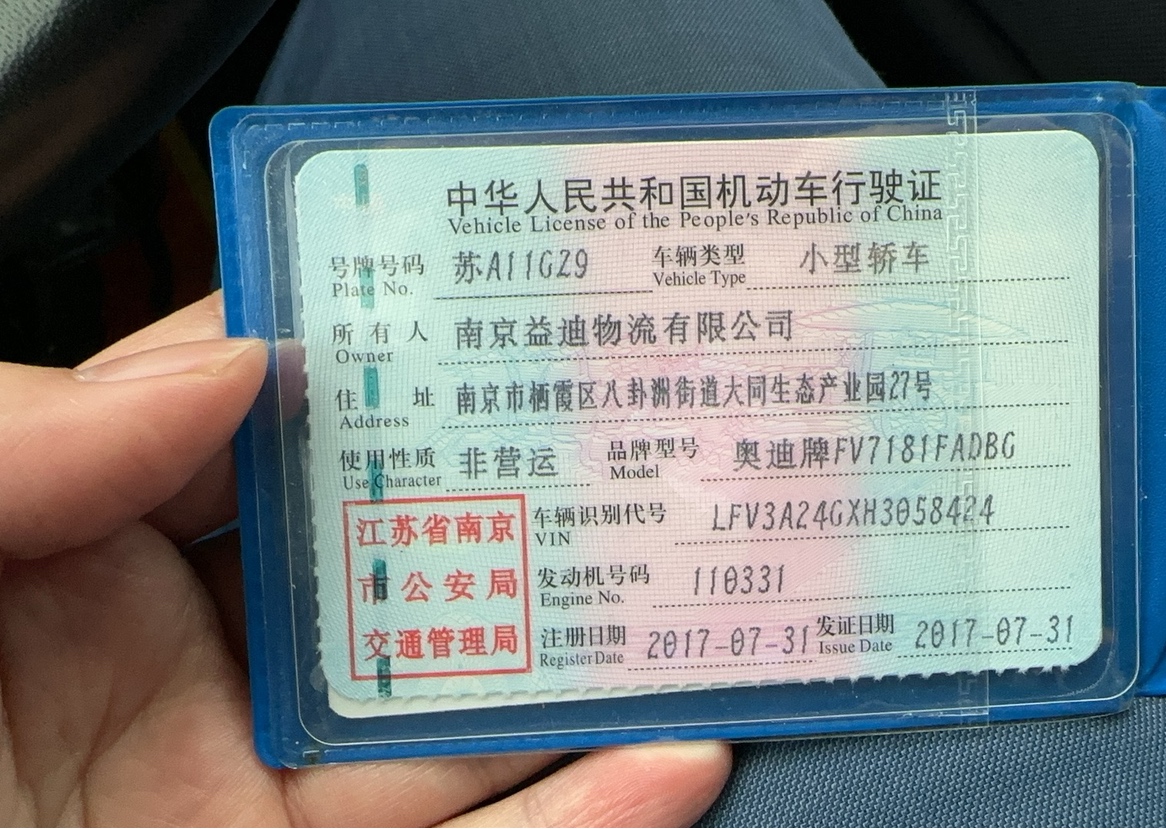 中华人民共和国机动车行驶证
Vehicle License of the People's Republic of China
号牌号码 苏A11GZ9 车辆类型 小型轿车
Plate No. Vehicle Type
所有人 南京益迪物流有限公司
Owner
住址 南京市栖霞区八卦洲街道大同生态产业园27号
Address
使用性质 非营运 品牌型号 奥迪牌FV7181FADBG
Use Character Model
江苏省南京
市公安局
交通管理局
车辆识别代号 LFV3A24GXH3058424
VIN
发动机号码 110331
Engine No.
注册日期 2017-07-31 发证日期 2017-07-31
Register Date Issue Date